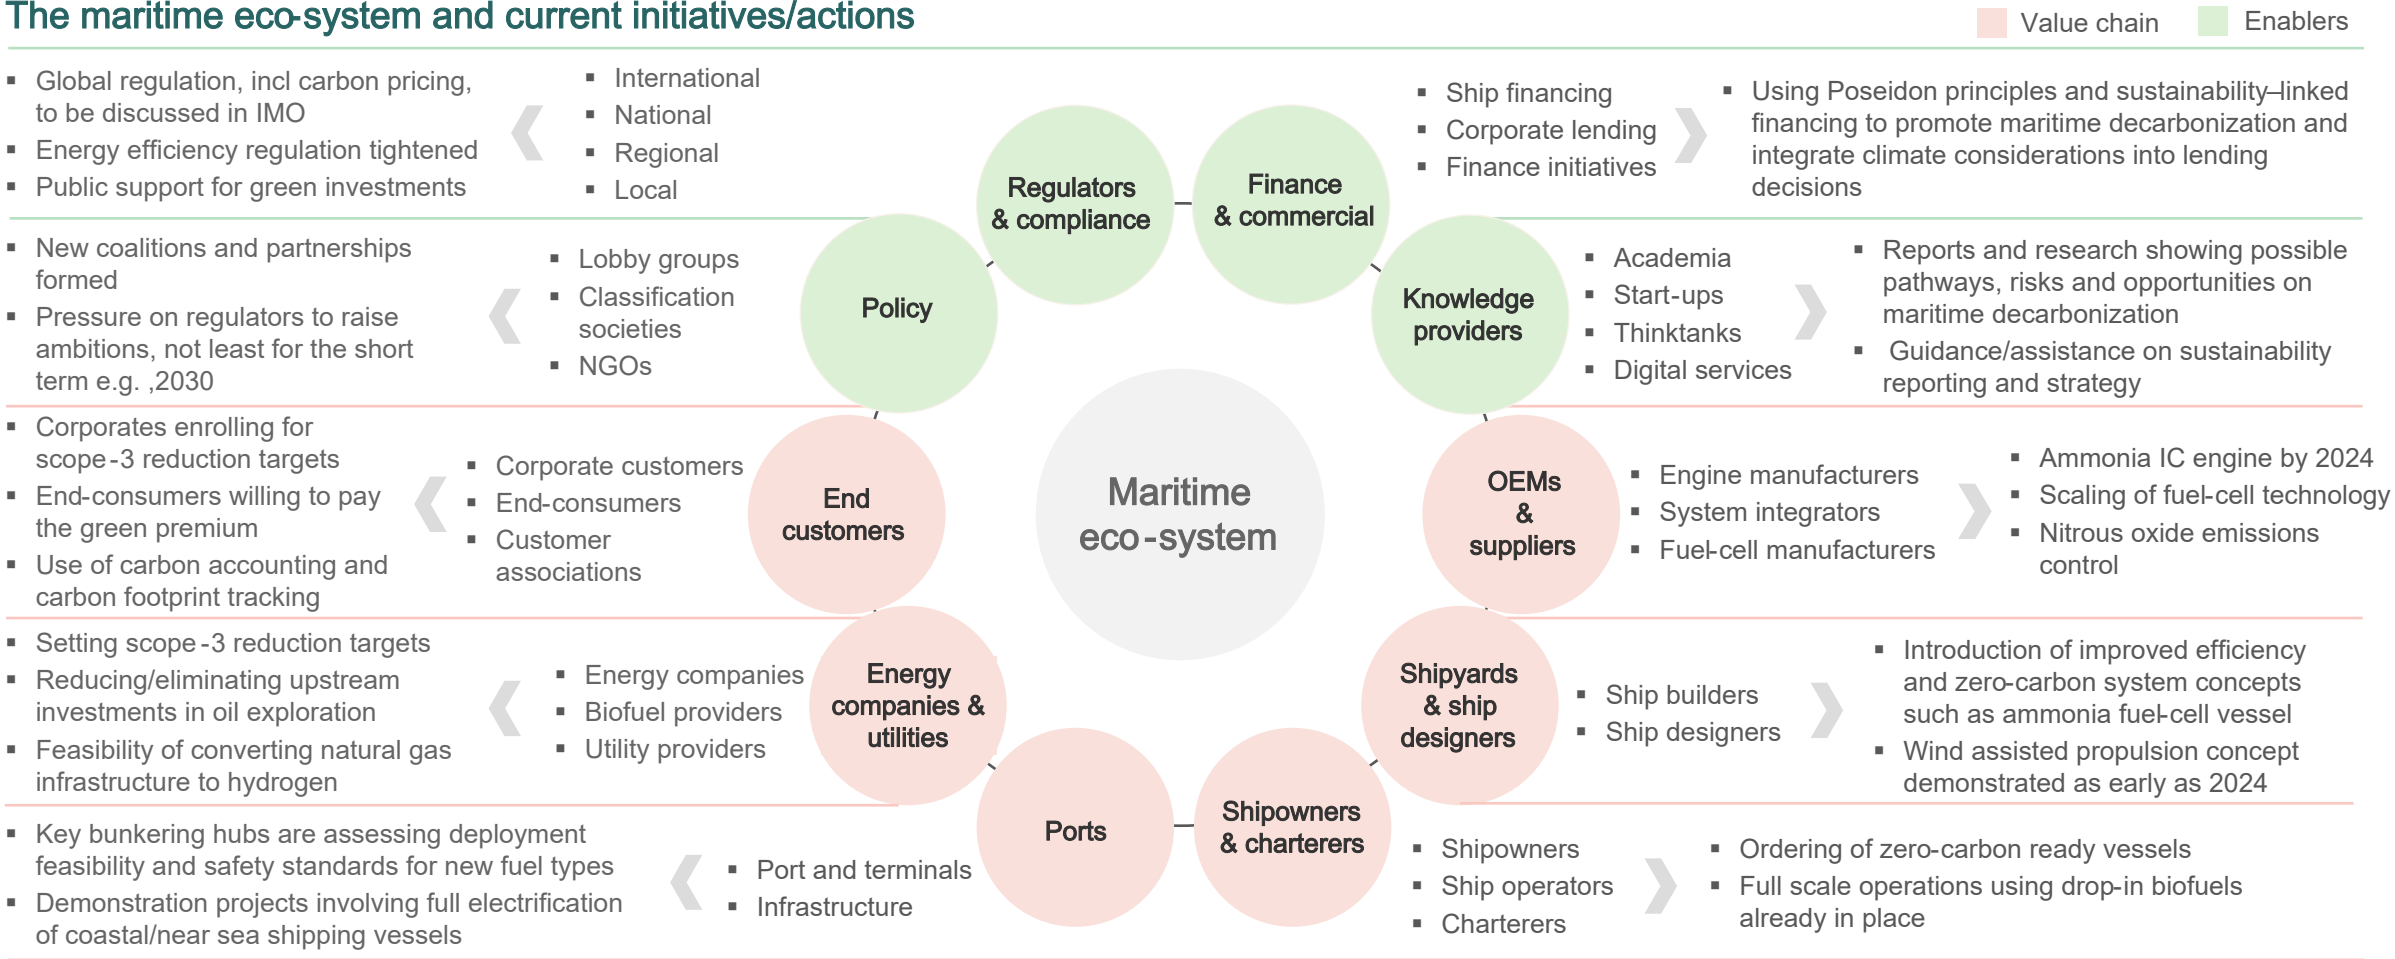 The maritime eco-system and current initiatives/actions
Value chain
Enablers
Global regulation, incl carbon pricing,
to be discussed in IMO
Energy efficiency regulation tightened
Public support for green investments
International
National
Regional
Local
Regulators
& compliance
Finance
& commercial
Ship financing
Corporate lending
Finance initiatives
Using Poseidon principles and sustainability–linked
financing to promote maritime decarbonization and
integrate climate considerations into lending
decisions
New coalitions and partnerships
formed
Pressure on regulators to raise
ambitions, not least for the short
term e.g. ,2030
Lobby groups
Classification
societies
NGOs
Policy
Knowledge
providers
Academia
Start-ups
Thinktanks
Digital services
Reports and research showing possible
pathways, risks and opportunities on
maritime decarbonization
Guidance/assistance on sustainability
reporting and strategy
Corporates enrolling for
scope-3 reduction targets
End-consumers willing to pay
the green premium
Use of carbon accounting and
carbon footprint tracking
Corporate customers
End-consumers
Customer
associations
End
customers
Maritime
eco-system
OEMs
&
suppliers
Engine manufacturers
System integrators
Fuel-cell manufacturers
Ammonia IC engine by 2024
Scaling of fuel-cell technology
Nitrous oxide emissions
control
Setting scope-3 reduction targets
Reducing/eliminating upstream
investments in oil exploration
Feasibility of converting natural gas
infrastructure to hydrogen
Energy companies
Biofuel providers
Utility providers
Energy
companies &
utilities
Shipyards
& ship
designers
Ship builders
Ship designers
Introduction of improved efficiency
and zero-carbon system concepts
such as ammonia fuel-cell vessel
Wind assisted propulsion concept
demonstrated as early as 2024
Key bunkering hubs are assessing deployment
feasibility and safety standards for new fuel types
Demonstration projects involving full electrification
of coastal/near sea shipping vessels
Port and terminals
Infrastructure
Ports
Shipowners
& charterers
Shipowners
Ship operators
Charterers
Ordering of zero-carbon ready vessels
Full scale operations using drop-in biofuels
already in place